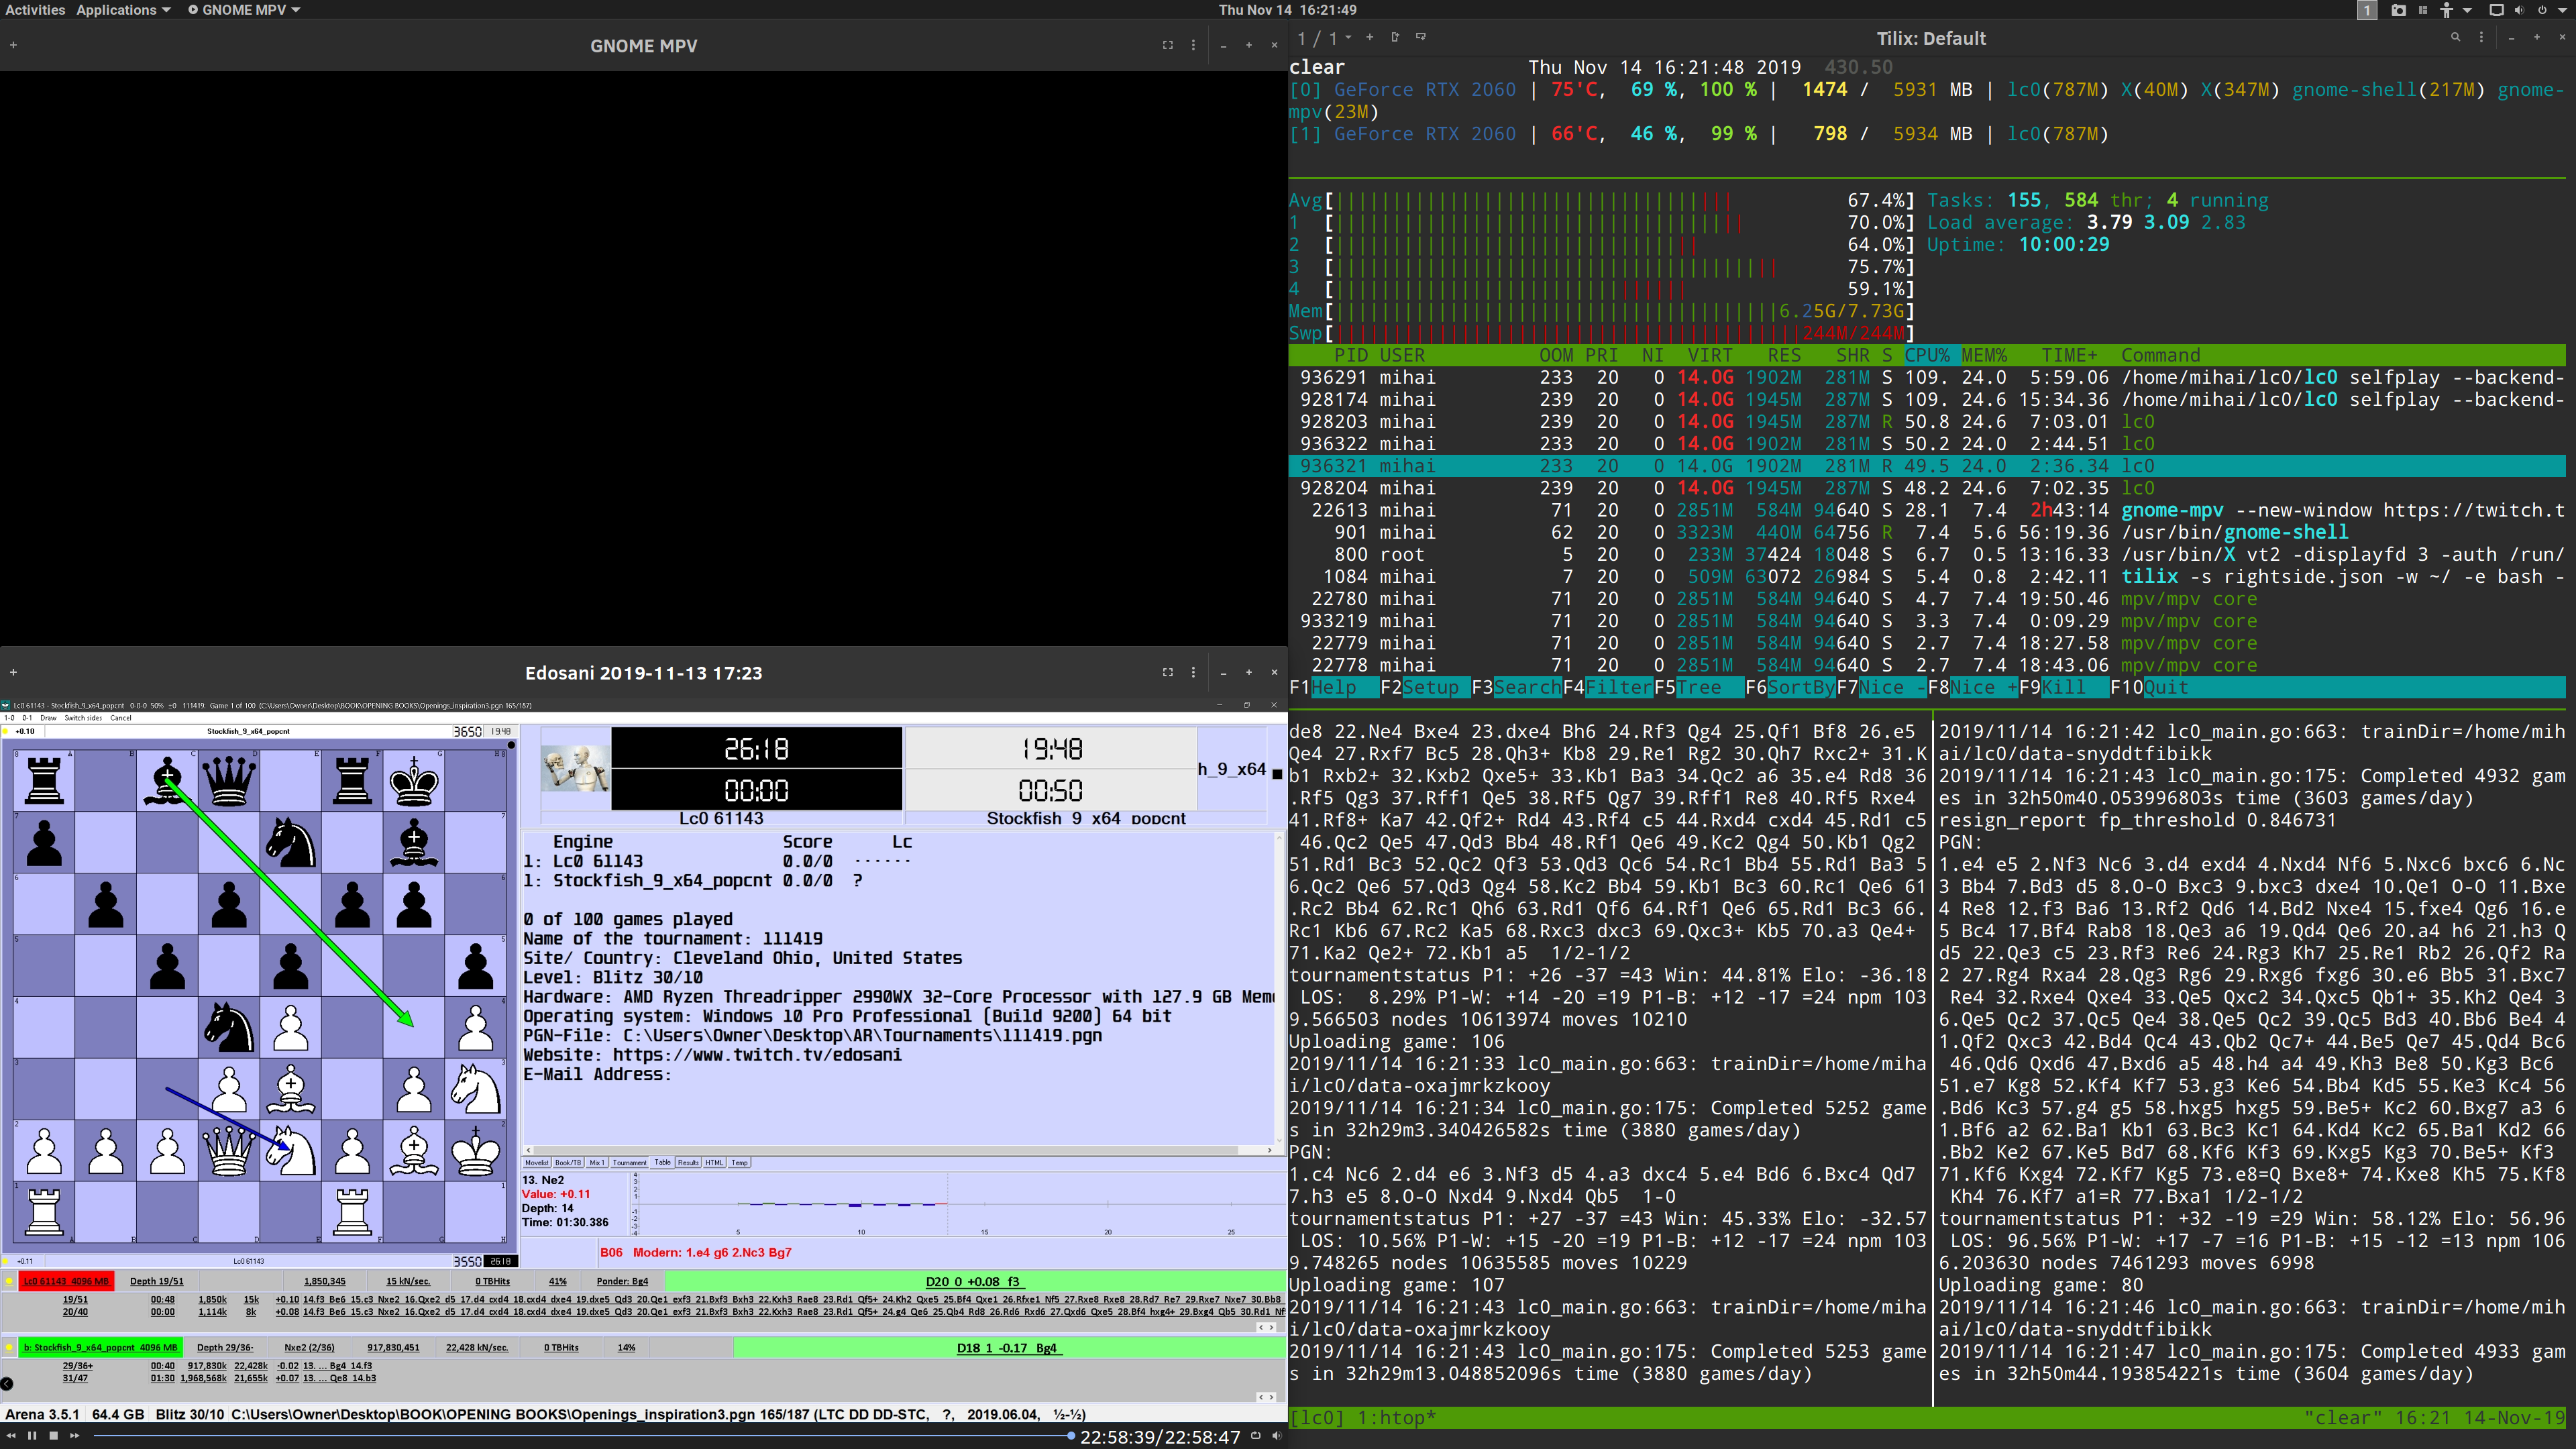 Activities Applications GNOME MPV Thu Nov 14 16:21:49 1
GNOME MPV
1 / 1 Tilix: Default
clear Thu Nov 14 16:21:48 2019 430.50
[0] GeForce RTX 2060 | 75'C, 69 %, 100 % | 1474 / 5931 MB | lc0(787M) X(40M) X(347M) gnome-shell(217M) gnome-
mpv(23M)
[1] GeForce RTX 2060 | 66'C, 46 %, 99 % | 798 / 5934 MB | lc0(787M)
Avg[ 67.4%] Tasks: 155, 584 thr; 4 running
1 [ 70.0%] Load average: 3.79 3.09 2.83
2 [ 64.0%] Uptime: 10:00:29
3 [ 75.7%]
4 [ 59.1%]
Mem[ 6.25G/7.73G]
Swp[ 244M/244M]
PID USER OOM PRI NI VIRT RES SHR S CPU% MEM% TIME+ Command
936291 mihai 233 20 0 14.0G 1902M 281M S 109. 24.0 5:59.06 /home/mihai/lc0/lc0 selfplay --backend-
928174 mihai 239 20 0 14.0G 1945M 287M S 109. 24.6 15:34.36 /home/mihai/lc0/lc0 selfplay --backend-
928203 mihai 239 20 0 14.0G 1945M 287M R 50.8 24.6 7:03.01 lc0
936322 mihai 233 20 0 14.0G 1902M 281M S 50.2 24.0 2:44.51 lc0
936321 mihai 233 20 0 14.0G 1902M 281M R 49.5 24.0 2:36.34 lc0
928204 mihai 239 20 0 14.0G 1945M 287M S 48.2 24.6 7:02.35 lc0
22613 mihai 71 20 0 2851M 584M 94640 S 28.1 7.4 2h43:14 gnome-mpv --new-window https://twitch.t
901 mihai 62 20 0 3323M 440M 64756 R 7.4 5.6 56:19.36 /usr/bin/gnome-shell
800 root 5 20 0 233M 37424 18048 S 6.7 0.5 13:16.33 /usr/bin/X vt2 -displayfd 3 -auth /run/
1084 mihai 7 20 0 509M 63072 26984 S 5.4 0.8 2:42.11 tilix -s rightside.json -w ~/ -e bash -
22780 mihai 71 20 0 2851M 584M 94640 S 4.7 7.4 19:50.46 mpv/mpv core
933219 mihai 71 20 0 2851M 584M 94640 S 3.3 7.4 0:09.29 mpv/mpv core
22779 mihai 71 20 0 2851M 584M 94640 S 2.7 7.4 18:27.58 mpv/mpv core
22778 mihai 71 20 0 2851M 584M 94640 S 2.7 7.4 18:43.06 mpv/mpv core
F1Help F2Setup F3Search F4Filter F5Tree F6SortBy F7Nice - F8Nice + F9Kill F10Quit
de8 22.Ne4 Bxe4 23.dxe4 Bh6 24.Rf3 Qg4 25.Qf1 Bf8 26.e5
Qe4 27.Rxf7 Bc5 28.Qh3+ Kb8 29.Re1 Rg2 30.Qh7 Rxc2+ 31.K
b1 Rxb2+ 32.Kxb2 Qxe5+ 33.Kb1 Ba3 34.Qc2 a6 35.e4 Rd8 36
.Rf5 Qg3 37.Rff1 Qe5 38.Rf5 Qg7 39.Rff1 Re8 40.Rf5 Rxe4
41.Rf8+ Ka7 42.Qf2+ Rd4 43.Rf4 c5 44.Rxd4 cxd4 45.Rd1 c5
46.Qc2 Qe5 47.Qd3 Bb4 48.Rf1 Qe6 49.Kc2 Qg4 50.Kb1 Qg2
51.Rd1 Bc3 52.Qc2 Qf3 53.Qd3 Qc6 54.Rc1 Bb4 55.Rd1 Ba3 5
6.Qc2 Qe6 57.Qd3 Qg4 58.Kc2 Bb4 59.Kb1 Bc3 60.Rc1 Qe6 61
.Rc2 Bb4 62.Rc1 Qh6 63.Rd1 Qf6 64.Rf1 Qe6 65.Rd1 Bc3 66.
Rc1 Kb6 67.Rc2 Ka5 68.Rxc3 dxc3 69.Qxc3+ Kb5 70.a3 Qe4+
71.Ka2 Qe2+ 72.Kb1 a5 1/2-1/2
tournamentstatus P1: +26 -37 =43 Win: 44.81% Elo: -36.18
LOS: 8.29% P1-W: +14 -20 =19 P1-B: +12 -17 =24 npm 103
9.566503 nodes 10613974 moves 10210
Uploading game: 106
2019/11/14 16:21:33 lc0_main.go:663: trainDir=/home/miha
i/lc0/data-oxajmrkzkooy
2019/11/14 16:21:34 lc0_main.go:175: Completed 5252 game
s in 32h29m3.340426582s time (3880 games/day)
PGN:
1.c4 Nc6 2.d4 e6 3.Nf3 d5 4.a3 dxc4 5.e4 Bd6 6.Bxc4 Qd7
7.h3 e5 8.O-O Nxd4 9.Nxd4 Qb5 1-0
tournamentstatus P1: +27 -37 =43 Win: 45.33% Elo: -32.57
LOS: 10.56% P1-W: +15 -20 =19 P1-B: +12 -17 =24 npm 103
9.748265 nodes 10635585 moves 10229
Uploading game: 107
2019/11/14 16:21:43 lc0_main.go:663: trainDir=/home/miha
i/lc0/data-oxajmrkzkooy
2019/11/14 16:21:43 lc0_main.go:175: Completed 5253 game
s in 32h29m13.048852096s time (3880 games/day)
2019/11/14 16:21:42 lc0_main.go:663: trainDir=/home/mih
ai/lc0/data-snyddtfibikk
2019/11/14 16:21:43 lc0_main.go:175: Completed 4932 gam
es in 32h50m40.053996803s time (3603 games/day)
resign_report fp_threshold 0.846731
PGN:
1.e4 e5 2.Nf3 Nc6 3.d4 exd4 4.Nxd4 Nf6 5.Nxc6 bxc6 6.Nc
3 Bb4 7.Bd3 d5 8.O-O Bxc3 9.bxc3 dxe4 10.Qe1 O-O 11.Bxe
4 Re8 12.f3 Ba6 13.Rf2 Qd6 14.Bd2 Nxe4 15.fxe4 Qg6 16.e
5 Bc4 17.Bf4 Rab8 18.Qe3 a6 19.Qd4 Qe6 20.a4 h6 21.h3 Q
d5 22.Qe3 c5 23.Rf3 Re6 24.Rg3 Kh7 25.Re1 Rb2 26.Qf2 Ra
2 27.Rg4 Rxa4 28.Qg3 Rg6 29.Rxg6 fxg6 30.e6 Bb5 31.Bxc7
Re4 32.Rxe4 Qxe4 33.Qe5 Qxc2 34.Qxc5 Qb1+ 35.Kh2 Qe4 3
6.Qe5 Qc2 37.Qc5 Qe4 38.Qe5 Qc2 39.Qc5 Bd3 40.Bb6 Be4 4
1.Qf2 Qxc3 42.Bd4 Qc4 43.Qb2 Qc7+ 44.Be5 Qe7 45.Qd4 Bc6
46.Qd6 Qxd6 47.Bxd6 a5 48.h4 a4 49.Kh3 Be8 50.Kg3 Bc6
51.e7 Kg8 52.Kf4 Kf7 53.g3 Ke6 54.Bb4 Kd5 55.Ke3 Kc4 56
.Bd6 Kc3 57.g4 g5 58.hxg5 hxg5 59.Be5+ Kc2 60.Bxg7 a3 6
1.Bf6 a2 62.Ba1 Kb1 63.Bc3 Kc1 64.Kd4 Kc2 65.Ba1 Kd2 66
.Bb2 Ke2 67.Ke5 Bd7 68.Kf6 Kf3 69.Kxg5 Kg3 70.Be5+ Kf3
71.Kf6 Kxg4 72.Kf7 Kg5 73.e8=Q Bxe8+ 74.Kxe8 Kh5 75.Kf8
Kh4 76.Kf7 a1=R 77.Bxa1 1/2-1/2
tournamentstatus P1: +32 -19 =29 Win: 58.12% Elo: 56.96
LOS: 96.56% P1-W: +17 -7 =16 P1-B: +15 -12 =13 npm 106
6.203630 nodes 7461293 moves 6998
Uploading game: 80
2019/11/14 16:21:46 lc0_main.go:663: trainDir=/home/mih
ai/lc0/data-snyddtfibikk
2019/11/14 16:21:47 lc0_main.go:175: Completed 4933 gam
es in 32h50m44.193854221s time (3604 games/day)
[lc0] 1:htop* "clear" 16:21 14-Nov-19
Edosani 2019-11-13 17:23
Lc0 61143 - Stockfish_9_x64_popcnt 0-0-0 50% ±0 111419: Game 1 of 100 (C:\Users\Owner\Desktop\BOOK\OPENING BOOKS\Openings_inspiration3.pgn 165/187)
1-0 0-1 Draw Switch sides Cancel
+0.10 Stockfish_9_x64_popcnt 3650 19:48
26:18 19:48 h_9_x64
00:00 00:50
Lc0 61143 Stockfish_9_x64_popcnt
Engine Score Lc
1: Lc0 61143 0.0/0 ······
1: Stockfish_9_x64_popcnt 0.0/0 ?
0 of 100 games played
Name of the tournament: 111419
Site/ Country: Cleveland Ohio, United States
Level: Blitz 30/10
Hardware: AMD Ryzen Threadripper 2990WX 32-Core Processor with 127.9 GB Mem
Operating system: Windows 10 Pro Professional (Build 9200) 64 bit
PGN-File: C:\Users\Owner\Desktop\AR\Tournaments\111419.pgn
Website: https://www.twitch.tv/edosani
E-Mail Address:
Movelist Book/TB Mix 1 Tournament Table Results HTML Temp
13. Ne2
Value: +0.11
Depth: 14
Time: 01:30.386
5 10 15 20 25
B06 Modern: 1.e4 g6 2.Nc3 Bg7
+0.11 Lc0 61143 3550 26:18
Lc0 61143 4096 MB Depth 19/51 1,850,345 15 kN/sec. 0 TBHits 41% Ponder: Bg4 D20 0 +0.08 f3
19/51 00:48 1,850k 15k +0.10 14.f3 Be6 15.c3 Nxe2 16.Qxe2 d5 17.d4 cxd4 18.cxd4 dxe4 19.dxe5 Qd3 20.Qe1 exf3 21.Bxf3 Bxh3 22.Kxh3 Rae8 23.Rd1 Qf5+ 24.Kh2 Qxe5 25.Bf4 Qxe1 26.Rfxe1 Nf5 27.Rxe8 Rxe8 28.Rd7 Re7 29.Rxe7 Nxe7 30.Bb8
20/40 00:00 1,114k 8k +0.08 14.f3 Be6 15.c3 Nxe2 16.Qxe2 d5 17.d4 cxd4 18.cxd4 dxe4 19.dxe5 Qd3 20.Qe1 exf3 21.Bxf3 Bxh3 22.Kxh3 Rae8 23.Rd1 Qf5+ 24.g4 Qe6 25.Qb4 Rd8 26.Rd6 Rxd6 27.Qxd6 Qxe5 28.Bf4 hxg4+ 29.Bxg4 Qb5 30.Rd1 Nf
b: Stockfish_9_x64_popcnt 4096 MB Depth 29/36- Nxe2 (2/36) 917,830,451 22,428 kN/sec. 0 TBHits 14% D18 1 -0.17 Bg4
29/36+ 00:40 917,830k 22,428k -0.02 13. ... Bg4 14.f3
31/47 01:30 1,968,568k 21,655k +0.07 13. ... Qe8 14.b3
Arena 3.5.1 64.4 GB Blitz 30/10 C:\Users\Owner\Desktop\BOOK\OPENING BOOKS\Openings_inspiration3.pgn 165/187 (LTC DD DD-STC, ?, 2019.06.04, ½-½)
22:58:39/22:58:47